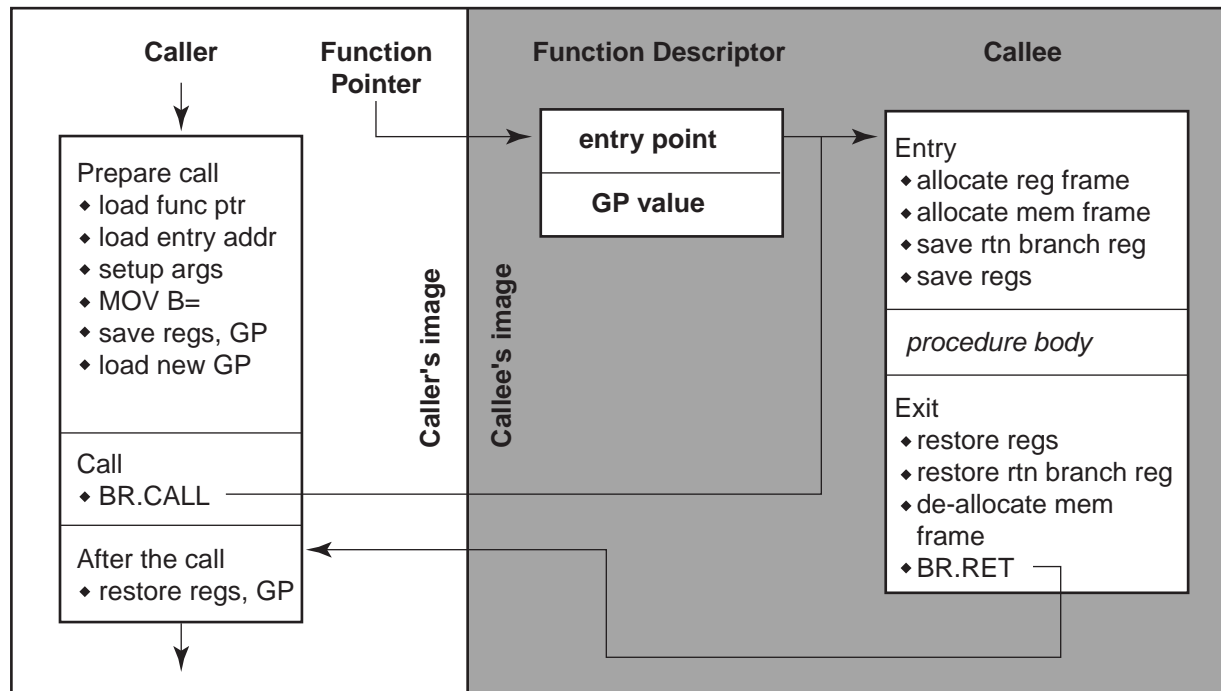 Caller
Function
Pointer
Function Descriptor
Callee
Prepare call
◆ load func ptr
◆ load entry addr
◆ setup args
◆ MOV B=
◆ save regs, GP
◆ load new GP
Call
◆ BR.CALL
After the call
◆ restore regs, GP
Caller's image
Callee's image
entry point
GP value
Entry
◆ allocate reg frame
◆ allocate mem frame
◆ save rtn branch reg
◆ save regs
procedure body
Exit
◆ restore regs
◆ restore rtn branch reg
◆ de-allocate mem
frame
◆ BR.RET